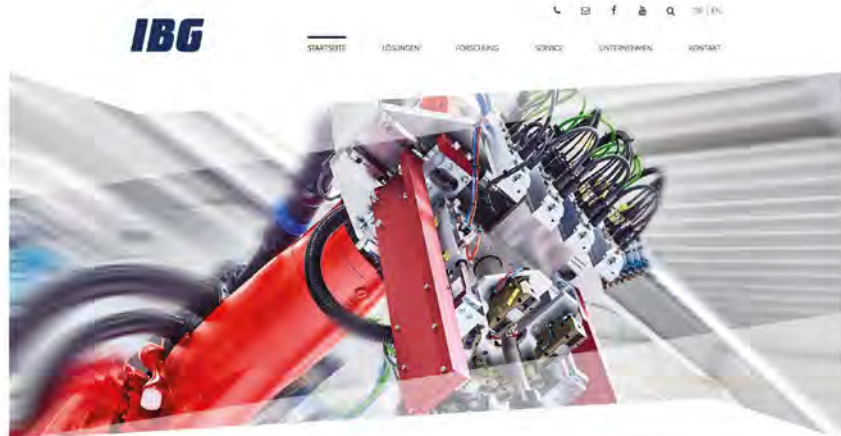 DE | EN
IBG
STARTSEITE LÖSUNGEN FORSCHUNG SERVICE UNTERNEHMEN KONTAKT